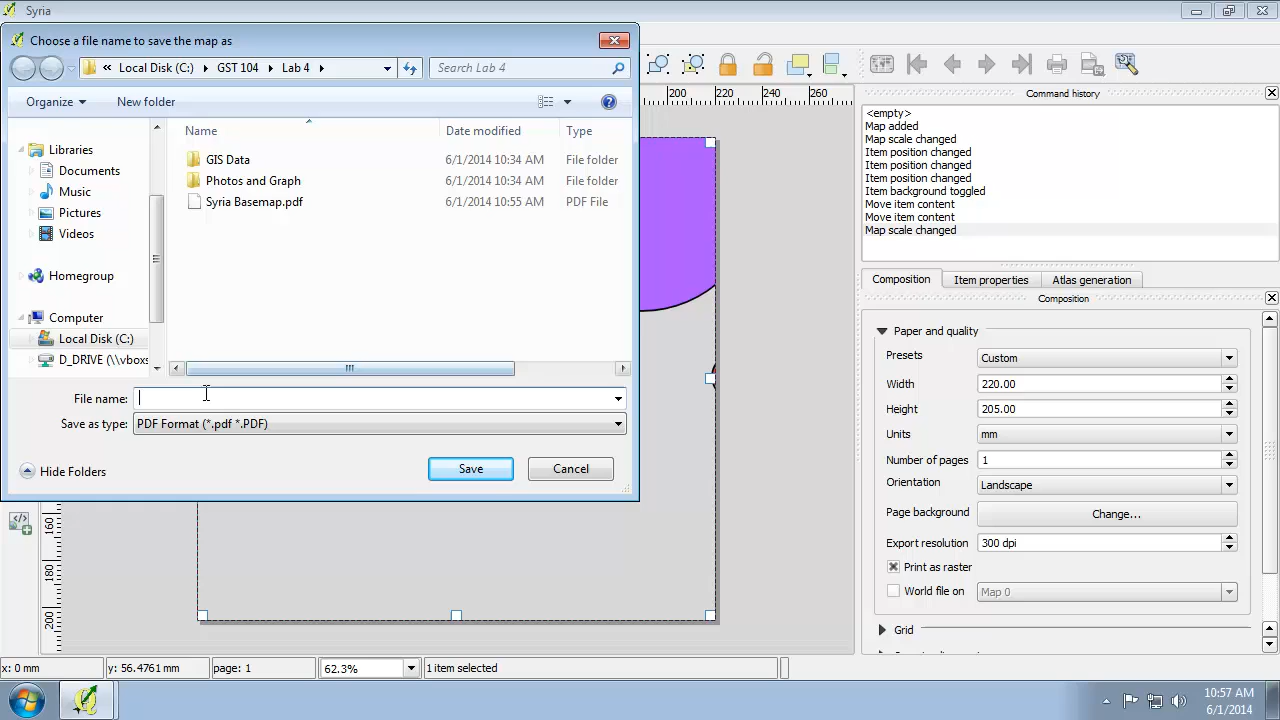 Syria
Choose a file name to save the map as
« Local Disk (C:) GST 104 Lab 4
Search Lab 4
Organize New folder
Name Date modified Type
Libraries
Documents
Music
Pictures
Videos
Homegroup
Computer
Local Disk (C:)
D_DRIVE (\\vboxs
GIS Data 6/1/2014 10:34 AM File folder
Photos and Graph 6/1/2014 10:34 AM File folder
Syria Basemap.pdf 6/1/2014 10:55 AM PDF File
File name:
Save as type: PDF Format (*.pdf *.PDF)
Hide Folders
Save Cancel
200 220 240 260
160
180
200
Command history
<empty>
Map added
Map scale changed
Item position changed
Item position changed
Item position changed
Item background toggled
Move item content
Move item content
Map scale changed
Composition Item properties Atlas generation
Composition
Paper and quality
Presets Custom
Width 220.00
Height 205.00
Units mm
Number of pages 1
Orientation Landscape
Page background Change...
Export resolution 300 dpi
Print as raster
World file on Map 0
Grid
x: 0 mm y: 56.4761 mm page: 1 62.3% 1 item selected
10:57 AM
6/1/2014